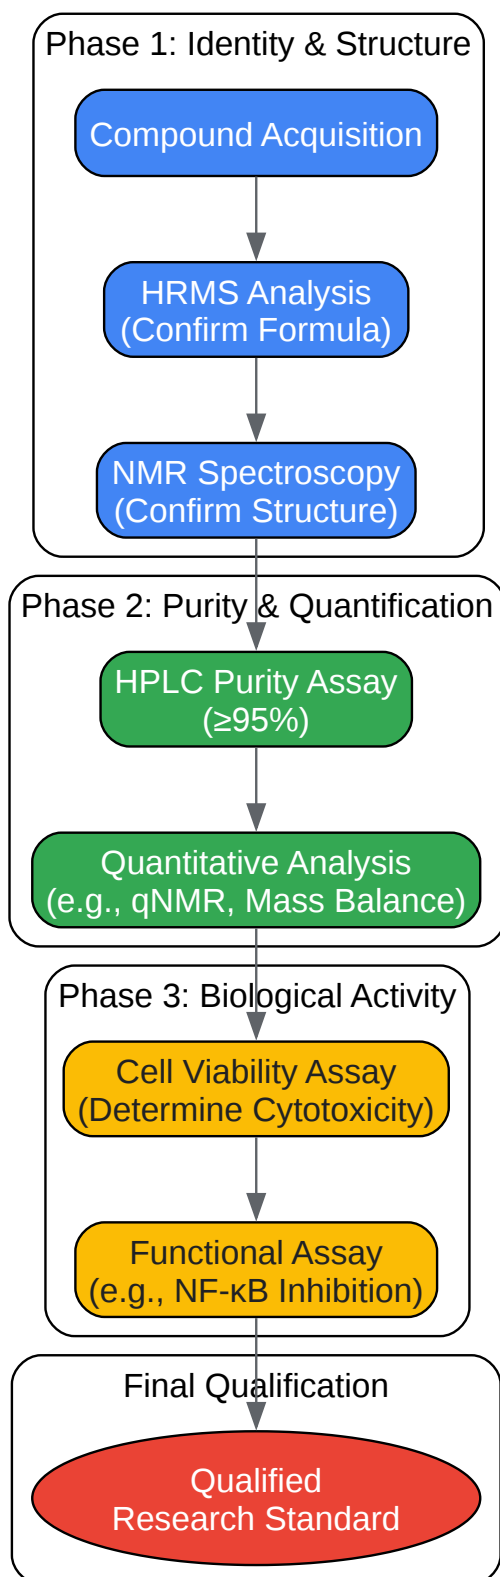 Phase 1: Identity & Structure
Compound Acquisition
HRMS Analysis
(Confirm Formula)
NMR Spectroscopy
(Confirm Structure)
Phase 2: Purity & Quantification
HPLC Purity Assay
(≥95%)
Quantitative Analysis
(e.g., qNMR, Mass Balance)
Phase 3: Biological Activity
Cell Viability Assay
(Determine Cytotoxicity)
Functional Assay
(e.g., NF-κB Inhibition)
Final Qualification
Qualified
Research Standard